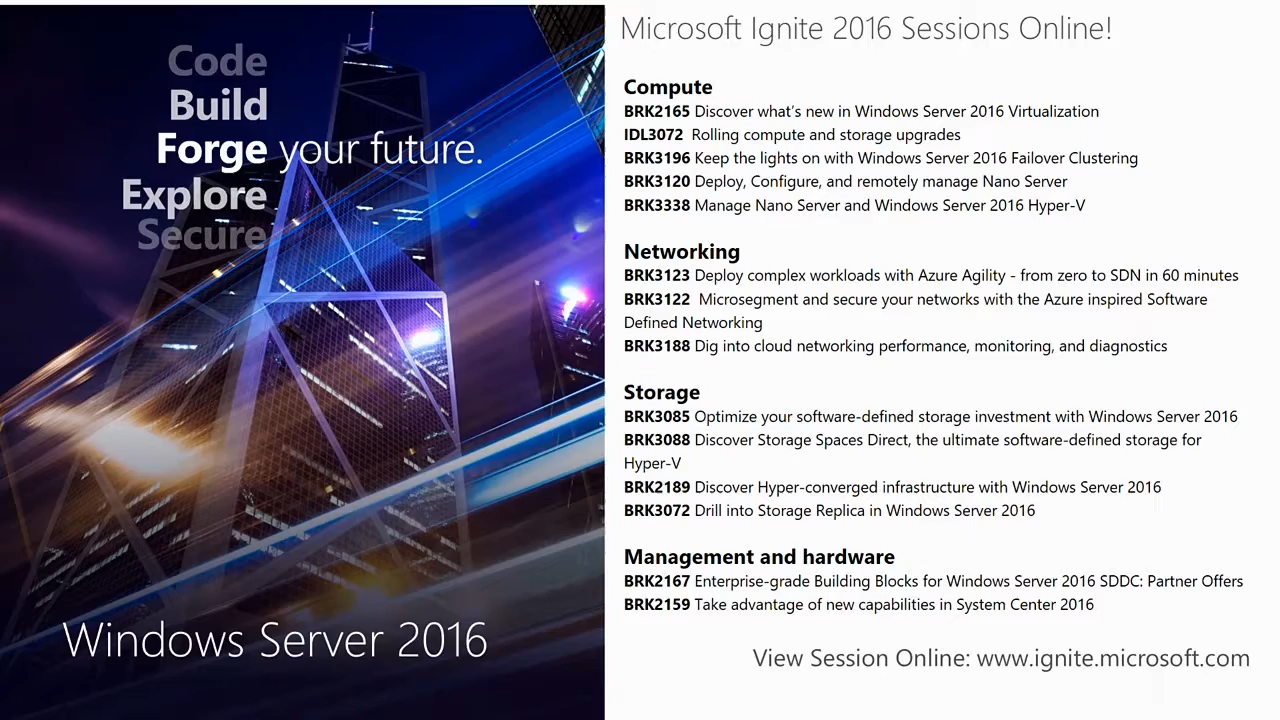 Code
Build
Forge your future.
Explore
Secure
Windows Server 2016
Microsoft Ignite 2016 Sessions Online!
Compute
BRK2165 Discover what's new in Windows Server 2016 Virtualization
IDL3072 Rolling compute and storage upgrades
BRK3196 Keep the lights on with Windows Server 2016 Failover Clustering
BRK3120 Deploy, Configure, and remotely manage Nano Server
BRK3338 Manage Nano Server and Windows Server 2016 Hyper-V
Networking
BRK3123 Deploy complex workloads with Azure Agility - from zero to SDN in 60 minutes
BRK3122 Microsegment and secure your networks with the Azure inspired Software
Defined Networking
BRK3188 Dig into cloud networking performance, monitoring, and diagnostics
Storage
BRK3085 Optimize your software-defined storage investment with Windows Server 2016
BRK3088 Discover Storage Spaces Direct, the ultimate software-defined storage for
Hyper-V
BRK2189 Discover Hyper-converged infrastructure with Windows Server 2016
BRK3072 Drill into Storage Replica in Windows Server 2016
Management and hardware
BRK2167 Enterprise-grade Building Blocks for Windows Server 2016 SDDC: Partner Offers
BRK2159 Take advantage of new capabilities in System Center 2016
View Session Online: www.ignite.microsoft.com